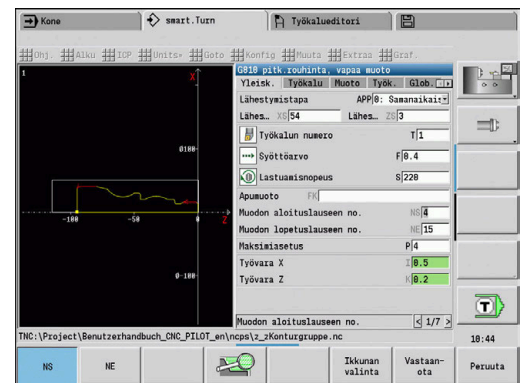 Kone smart.Turn Työkalueditori
Ohj. Alku ICP Units» Goto Konfig Muuta Extraa Graf.
1 X
G810 pitk.rouhinta, vapaa muoto
Yleisk. Työkalu Muoto Työk. Glob.
Lähestymistapa APP 0: Samanaikais
Lähes… XS 54 Lähes… ZS 3
Työkalun numero T 1
Syöttöarvo F 0.4
Lastuamisnopeus S 220
Apumuoto FK
Muodon aloituslauseen no. NS 4
Muodon lopetuslauseen no. NE 15
Maksimiasetus P 4
Työvara X I 0.5
Työvara Z K 0.2
Muodon aloituslauseen no. < 1/7 >
0100-
-100 -50 0 Z
0-100-
T
TNC:\Project\Benutzerhandbuch_CNC_PILOT_en\ncps\z_zKonturgruppe.nc
10:44
NS NE Ikkunan valinta Vastaan-ota Peruuta